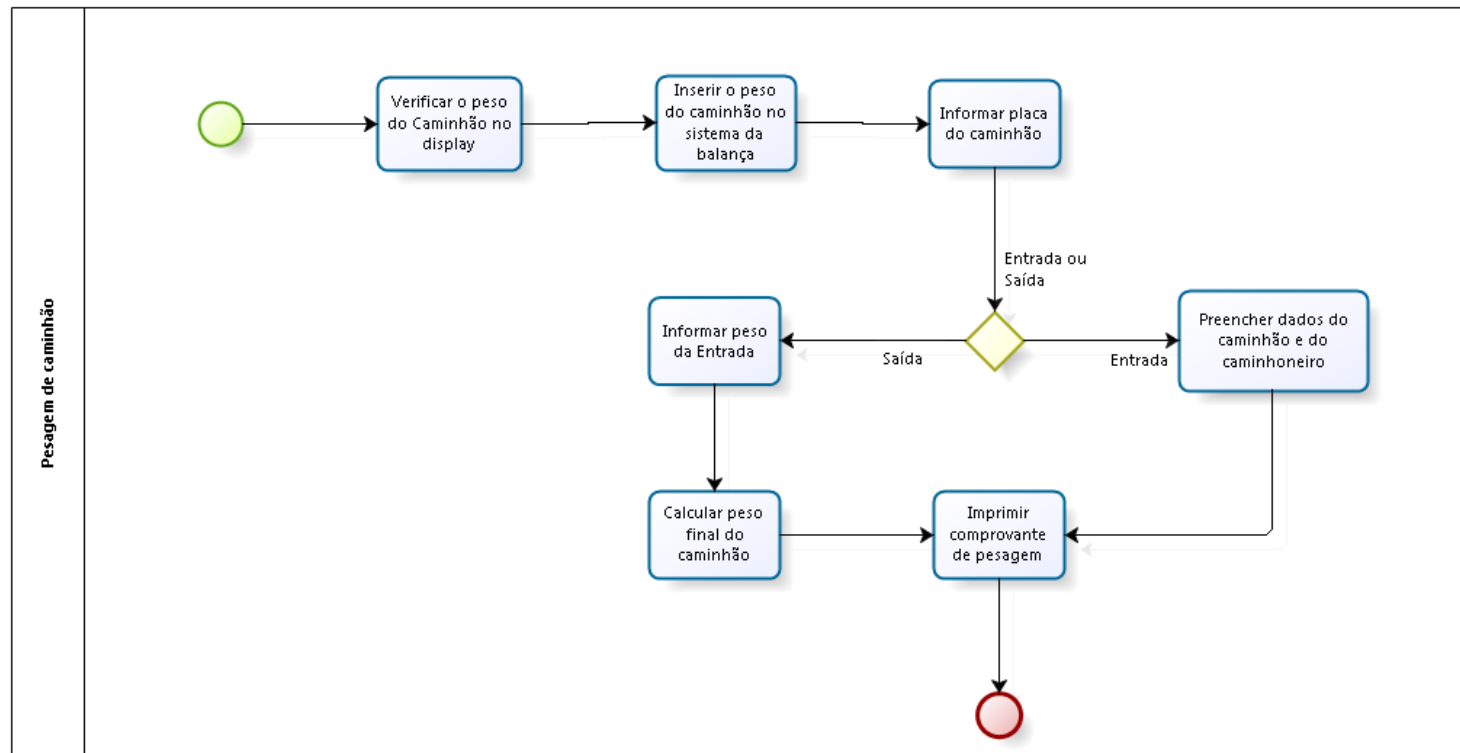 Pesagem de caminhão
Verificar o peso
do Caminhão no
display
Inserir o peso
do caminhão no
sistema da
balança
Informar placa
do caminhão
Entrada ou
Saída
Saída
Entrada
Informar peso
da Entrada
Preencher dados do
caminhão e do
caminhoneiro
Calcular peso
final do
caminhão
Imprimir
comprovante
de pesagem